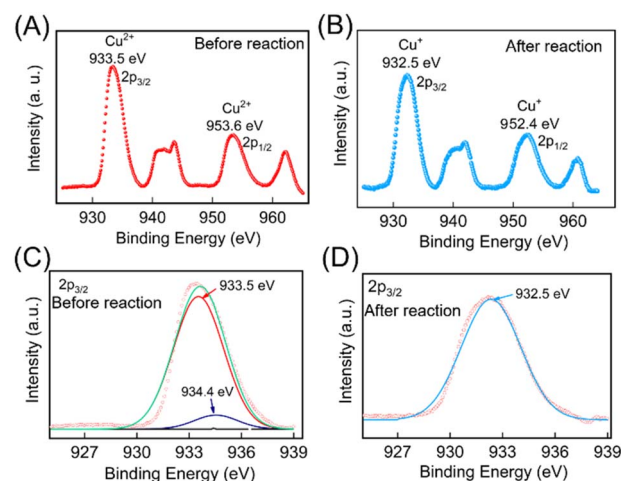 (A)
Cu²⁺
933.5 eV
2p₃/₂
Before reaction
Cu²⁺
953.6 eV
2p₁/₂
Intensity (a. u.)
930 940 950 960
Binding Energy (eV)
(B)
Cu⁺
932.5 eV
2p₃/₂
After reaction
Cu⁺
952.4 eV
2p₁/₂
Intensity (a. u.)
930 940 950 960
Binding Energy (eV)
(C)
2p₃/₂
Before reaction
933.5 eV
934.4 eV
Intensity (a.u.)
927 930 933 936 939
Binding Energy (eV)
(D)
2p₃/₂
After reaction
932.5 eV
Intensity (a.u.)
927 930 933 936 939
Binding Energy (eV)